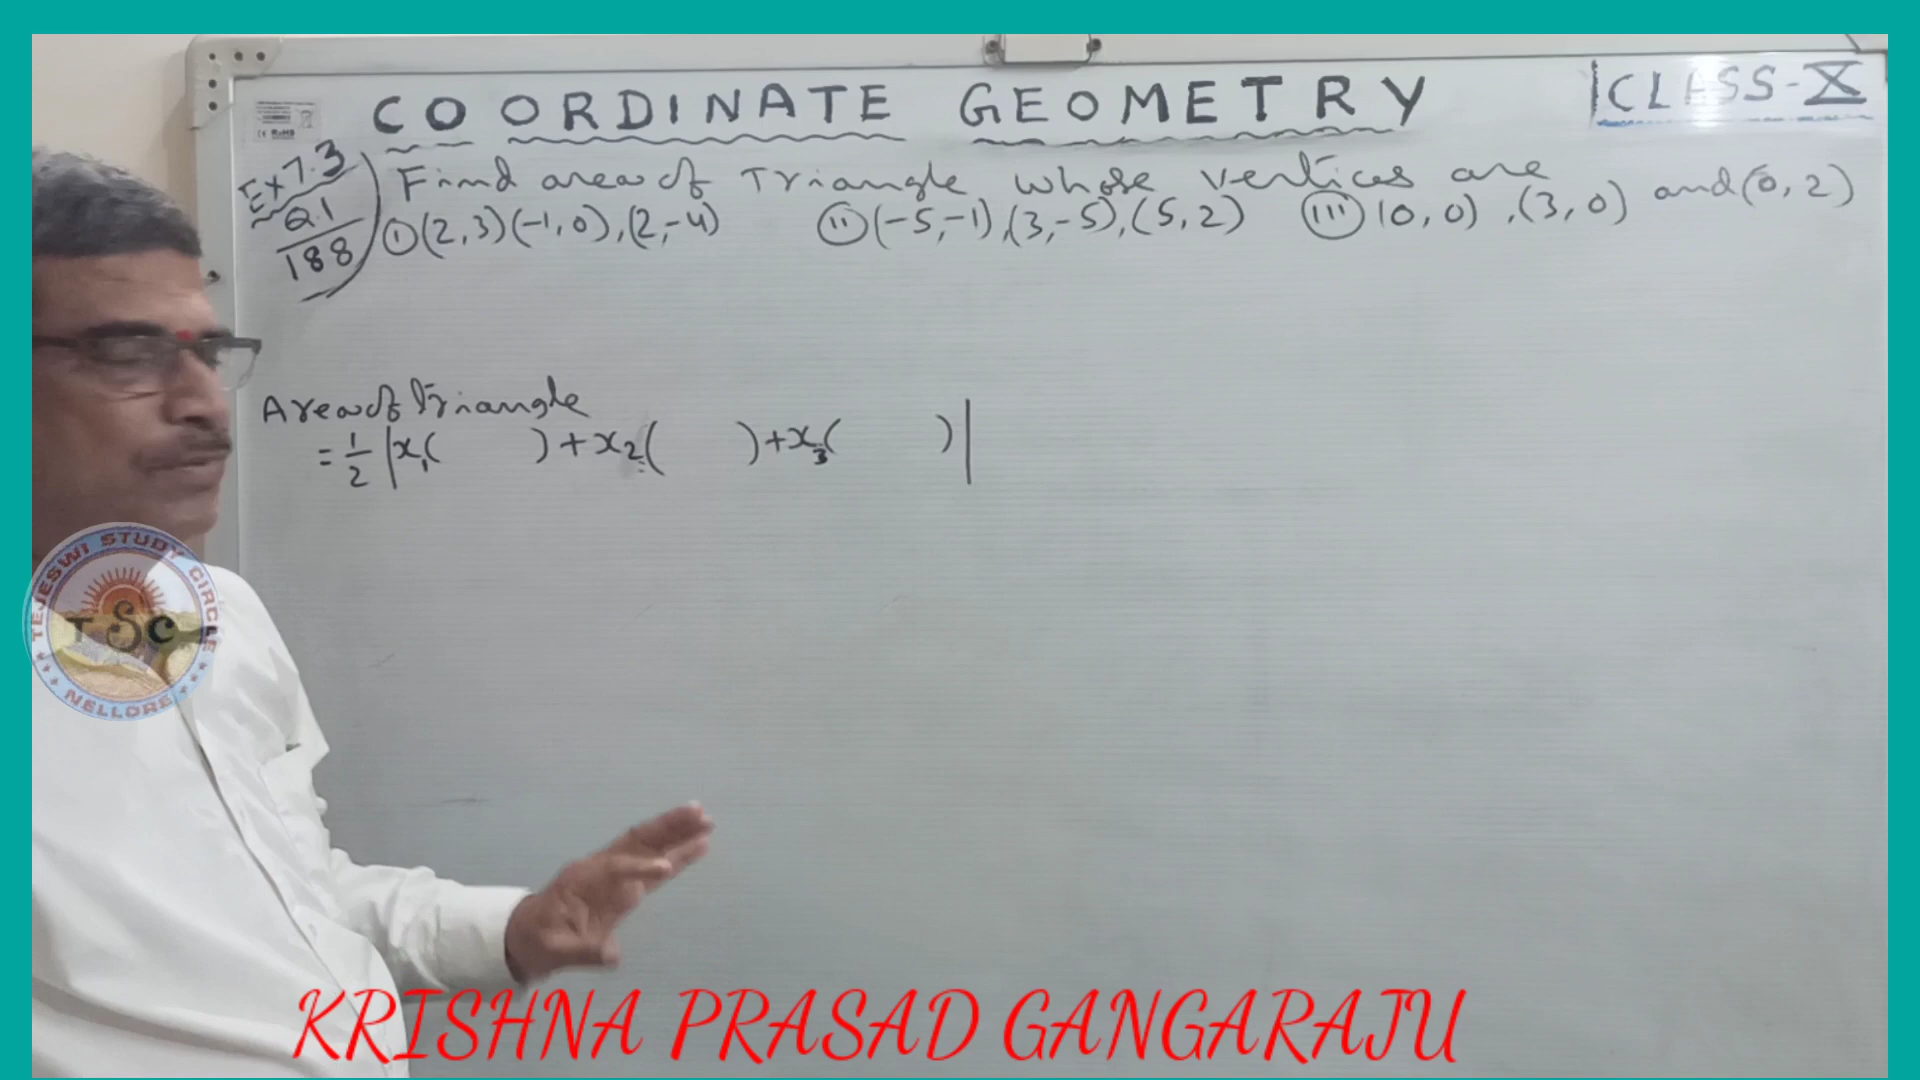 COORDINATE GEOMETRY
CLASS-X
Ex 7.3
Q.1
188
Find area of Triangle whose vertices are
(i) (2,3)(-1,0),(2,-4) (ii) (-5,-1),(3,-5),(5,2) (iii) (0,0),(3,0) and (0,2)
Area of Triangle
= 1/2 |x₁( )+x₂( )+x₃( )|
TEJESWI STUDY CIRCLE
TSC
NELLORE
KRISHNA PRASAD GANGARAJU